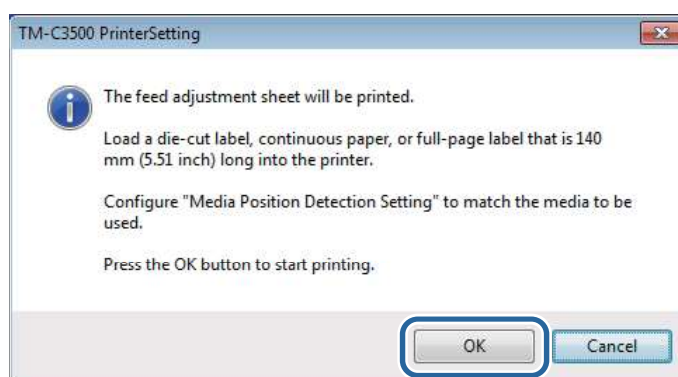 TM-C3500 PrinterSetting
The feed adjustment sheet will be printed.
Load a die-cut label, continuous paper, or full-page label that is 140
mm (5.51 inch) long into the printer.
Configure "Media Position Detection Setting" to match the media to be
used.
Press the OK button to start printing.
OK
Cancel